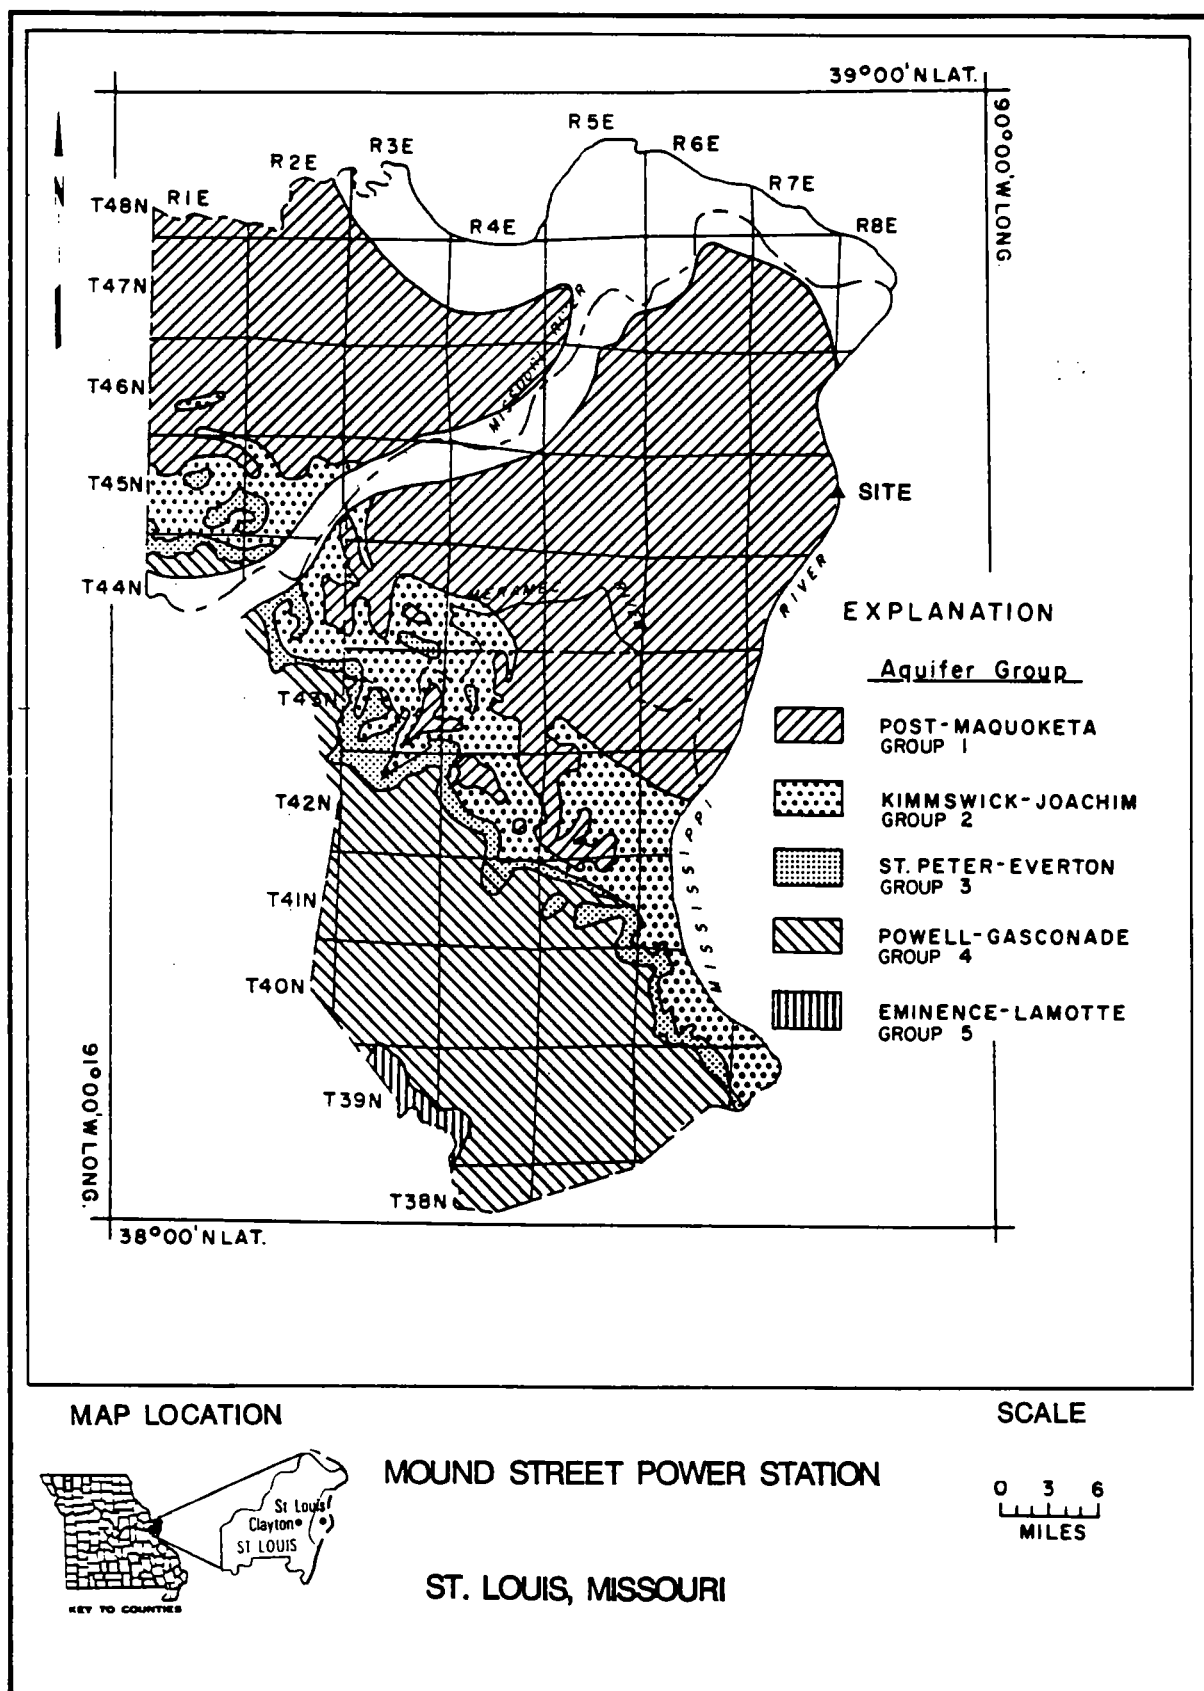 39°00'N LAT.
90°00'W LONG.
N
R1E
R2E
R3E
R4E
R5E
R6E
R7E
R8E
T48N
T47N
T46N
T45N
T44N
T43N
T42N
T41N
T40N
T39N
T38N
MISSOURI RIVER
MERAMEC
RIVER
SITE
MISSISSIPPI
RIVER
91°00'W LONG.
38°00'N LAT.
EXPLANATION
Aquifer Group
POST-MAQUOKETA
GROUP 1
KIMMSWICK-JOACHIM
GROUP 2
ST. PETER-EVERTON
GROUP 3
POWELL-GASCONADE
GROUP 4
EMINENCE-LAMOTTE
GROUP 5
MAP LOCATION
St Louis
Clayton
ST LOUIS
KEY TO COUNTIES
MOUND STREET POWER STATION
ST. LOUIS, MISSOURI
SCALE
0 3 6
MILES